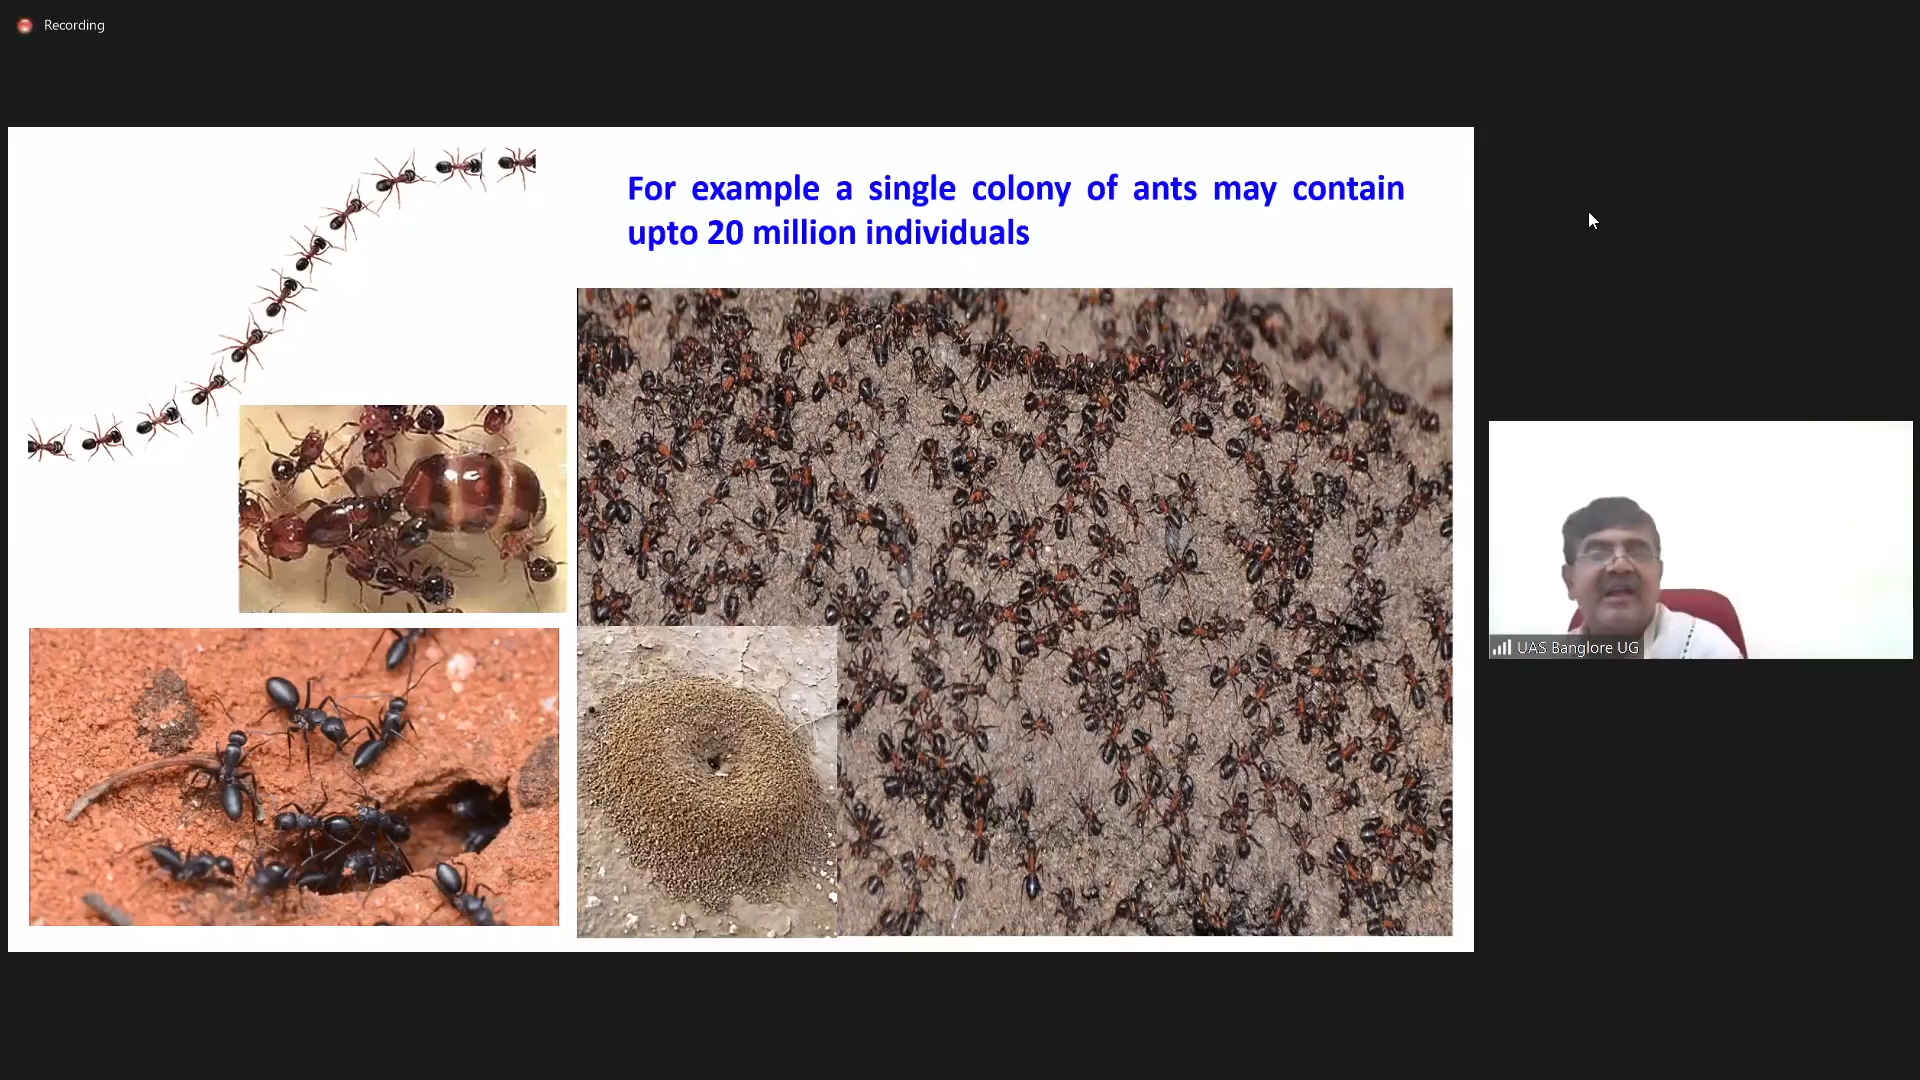 Recording
For example a single colony of ants may contain
upto 20 million individuals
UAS Banglore UG